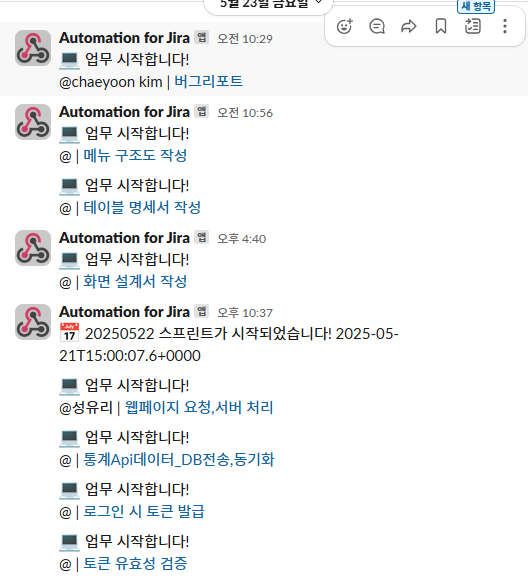 5월 23일 금요일
새 항목
Automation for Jira 앱 오전 10:29
업무 시작합니다!
@chaeyoon kim | 버그리포트
Automation for Jira 앱 오전 10:56
업무 시작합니다!
@ | 메뉴 구조도 작성
업무 시작합니다!
@ | 테이블 명세서 작성
Automation for Jira 앱 오후 4:40
업무 시작합니다!
@ | 화면 설계서 작성
Automation for Jira 앱 오후 10:37
20250522 스프린트가 시작되었습니다! 2025-05-
21T15:00:07.6+0000
업무 시작합니다!
@성유리 | 웹페이지 요청,서버 처리
업무 시작합니다!
@ | 통계Api데이터_DB전송,동기화
업무 시작합니다!
@ | 로그인 시 토큰 발급
업무 시작합니다!
@ | 토큰 유효성 검증